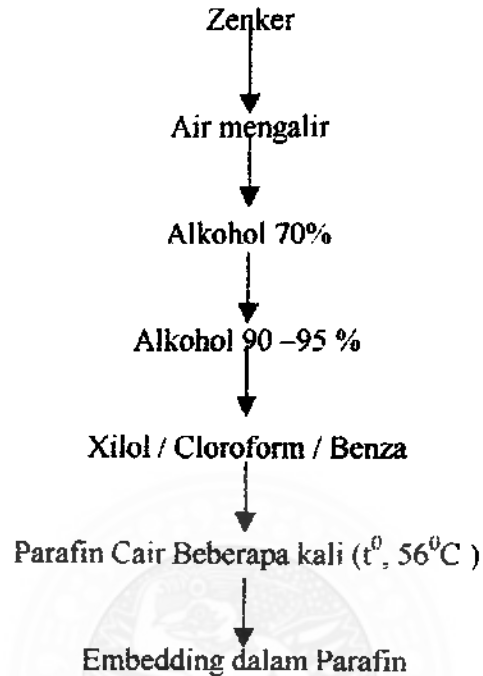 Zenker
Air mengalir
Alkohol 70%
Alkohol 90 –95 %
Xilol / Cloroform / Benza
Parafin Cair Beberapa kali (t⁰, 56⁰C )
Embedding dalam Parafin